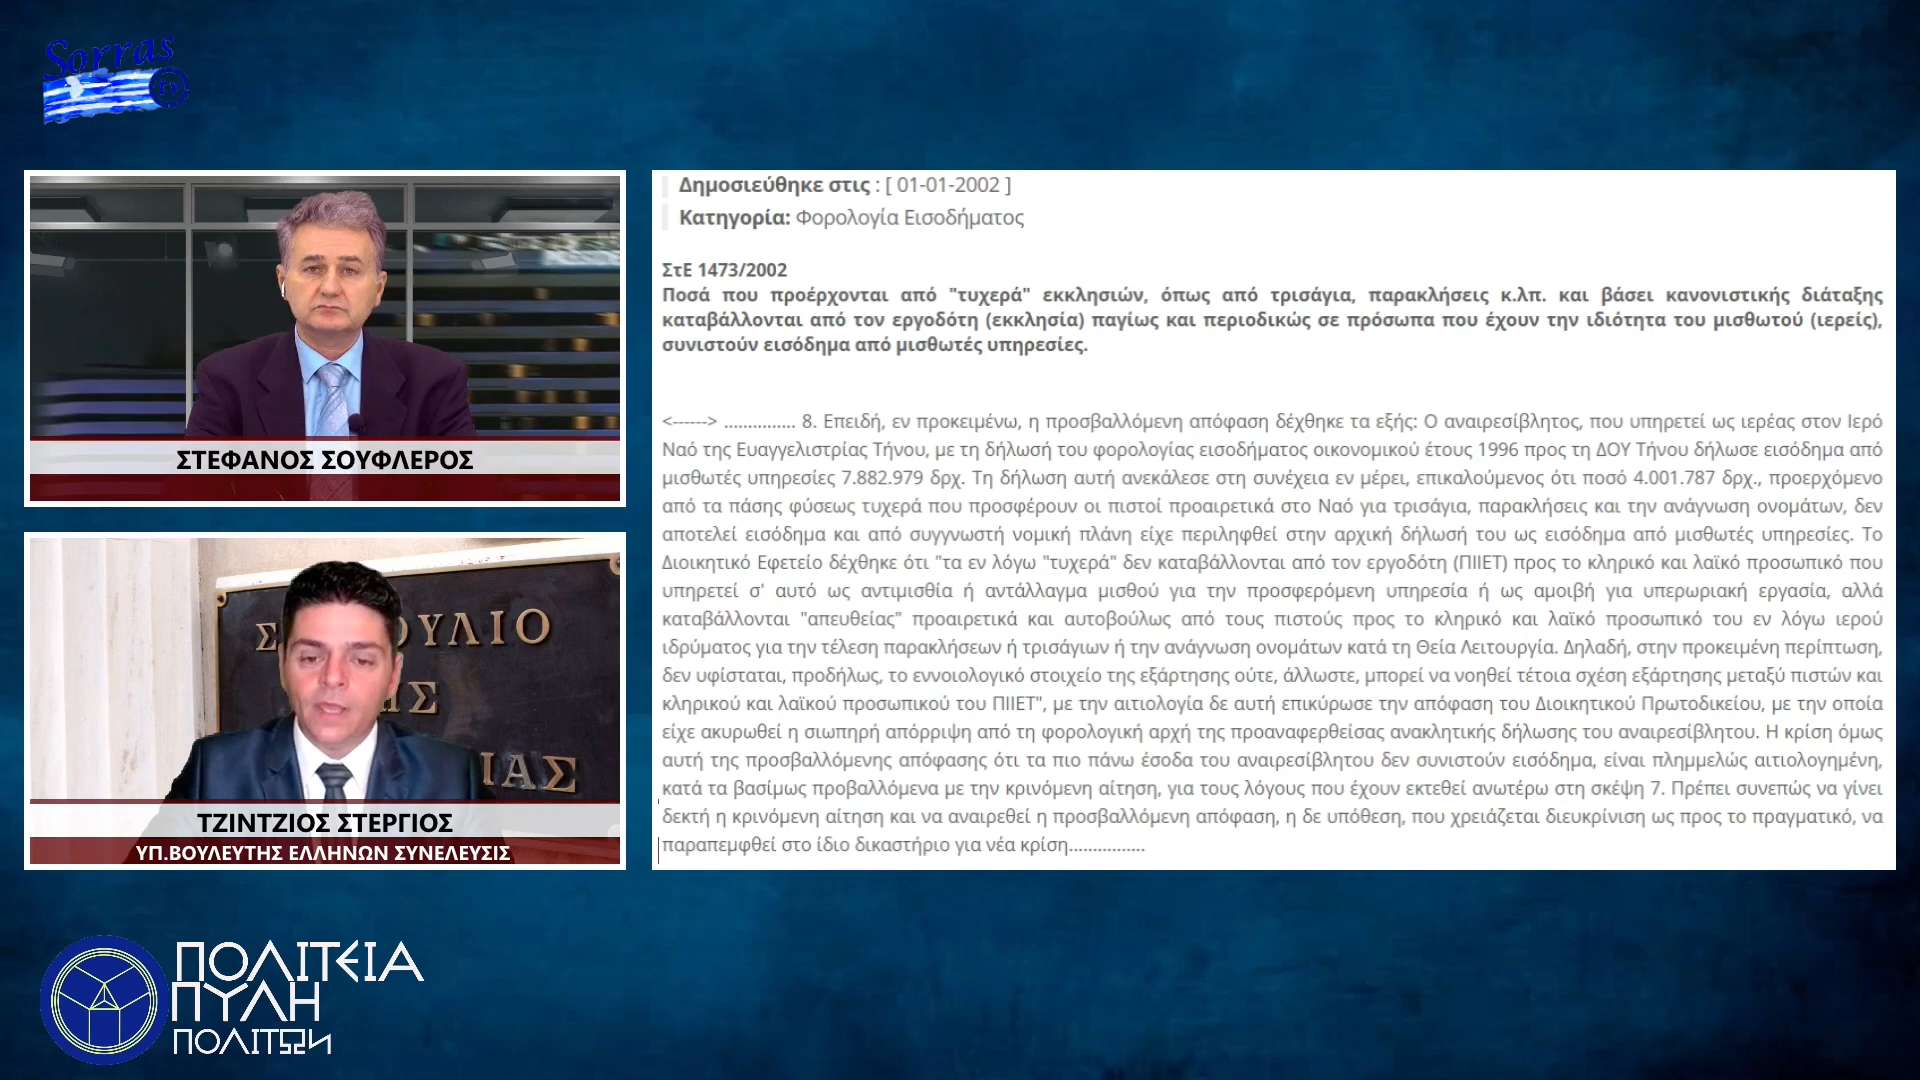 Sorras
tv
ΣΤΕΦΑΝΟΣ ΣΟΥΦΛΕΡΟΣ
ΟΥΛΙΟ
ΗΣ
ΙΑΣ
ΤΖΙΝΤΖΙΟΣ ΣΤΕΡΓΙΟΣ
ΥΠ.ΒΟΥΛΕΥΤΗΣ ΕΛΛΗΝΩΝ ΣΥΝΕΛΕΥΣΙΣ
Δημοσιεύθηκε στις : [ 01-01-2002 ]
Κατηγορία: Φορολογία Εισοδήματος
ΣτΕ 1473/2002
Ποσά που προέρχονται από "τυχερά" εκκλησιών, όπως από τρισάγια, παρακλήσεις κ.λπ. και βάσει κανονιστικής διάταξης
καταβάλλονται από τον εργοδότη (εκκλησία) παγίως και περιοδικώς σε πρόσωπα που έχουν την ιδιότητα του μισθωτού (ιερείς),
συνιστούν εισόδημα από μισθωτές υπηρεσίες.
<------> ............... 8. Επειδή, εν προκειμένω, η προσβαλλόμενη απόφαση δέχθηκε τα εξής: Ο αναιρεσίβλητος, που υπηρετεί ως ιερέας στον Ιερό
Ναό της Ευαγγελιστρίας Τήνου, με τη δήλωσή του φορολογίας εισοδήματος οικονομικού έτους 1996 προς τη ΔΟΥ Τήνου δήλωσε εισόδημα από
μισθωτές υπηρεσίες 7.882.979 δρχ. Τη δήλωση αυτή ανεκάλεσε στη συνέχεια εν μέρει, επικαλούμενος ότι ποσό 4.001.787 δρχ., προερχόμενο
από τα πάσης φύσεως τυχερά που προσφέρουν οι πιστοί προαιρετικά στο Ναό για τρισάγια, παρακλήσεις και την ανάγνωση ονομάτων, δεν
αποτελεί εισόδημα και από συγγνωστή νομική πλάνη είχε περιληφθεί στην αρχική δήλωσή του ως εισόδημα από μισθωτές υπηρεσίες. Το
Διοικητικό Εφετείο δέχθηκε ότι "τα εν λόγω "τυχερά" δεν καταβάλλονται από τον εργοδότη (ΠΙΙΕΤ) προς το κληρικό και λαϊκό προσωπικό που
υπηρετεί σ' αυτό ως αντιμισθία ή αντάλλαγμα μισθού για την προσφερόμενη υπηρεσία ή ως αμοιβή για υπερωριακή εργασία, αλλά
καταβάλλονται "απευθείας" προαιρετικά και αυτοβούλως από τους πιστούς προς το κληρικό και λαϊκό προσωπικό του εν λόγω ιερού
ιδρύματος για την τέλεση παρακλήσεων ή τρισάγιων ή την ανάγνωση ονομάτων κατά τη Θεία Λειτουργία. Δηλαδή, στην προκειμένη περίπτωση,
δεν υφίσταται, προδήλως, το εννοιολογικό στοιχείο της εξάρτησης ούτε, άλλωστε, μπορεί να νοηθεί τέτοια σχέση εξάρτησης μεταξύ πιστών και
κληρικού και λαϊκού προσωπικού του ΠΙΙΕΤ", με την αιτιολογία δε αυτή επικύρωσε την απόφαση του Διοικητικού Πρωτοδικείου, με την οποία
είχε ακυρωθεί η σιωπηρή απόρριψη από τη φορολογική αρχή της προαναφερθείσας ανακλητικής δήλωσης του αναιρεσίβλητου. Η κρίση όμως
αυτή της προσβαλλόμενης απόφασης ότι τα πιο πάνω έσοδα του αναιρεσίβλητου δεν συνιστούν εισόδημα, είναι πλημμελώς αιτιολογημένη,
κατά τα βασίμως προβαλλόμενα με την κρινόμενη αίτηση, για τους λόγους που έχουν εκτεθεί ανωτέρω στη σκέψη 7. Πρέπει συνεπώς να γίνει
δεκτή η κρινόμενη αίτηση και να αναιρεθεί η προσβαλλόμενη απόφαση, η δε υπόθεση, που χρειάζεται διευκρίνιση ως προς το πραγματικό, να
παραπεμφθεί στο ίδιο δικαστήριο για νέα κρίση................
ΠΟΛΙΤΕΙΑ
ΠΥΛΗ
ΠΟΛΙΤΩΝ